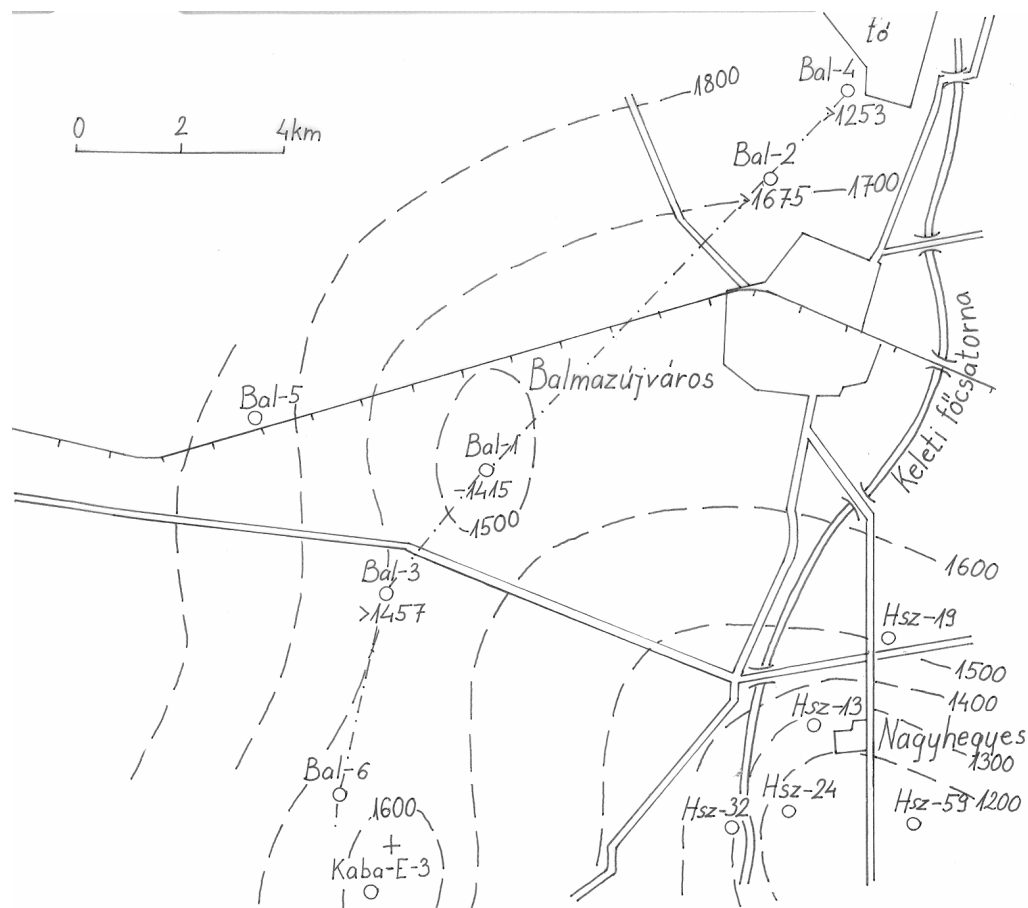 tó
Bal-4
1800
>1253
0 2 4km
Bal-2
>1675
1700
Keleti főcsatorna
Balmazújváros
Bal-5
Bal-1
-1415
1500
1600
Bal-3
>1457
Hsz-19
1500
1400
Hsz-13
Nagyhegyes
1300
Bal-6
Hsz-24
1600
Hsz-32
Hsz-59
1200
Kaba-E-3